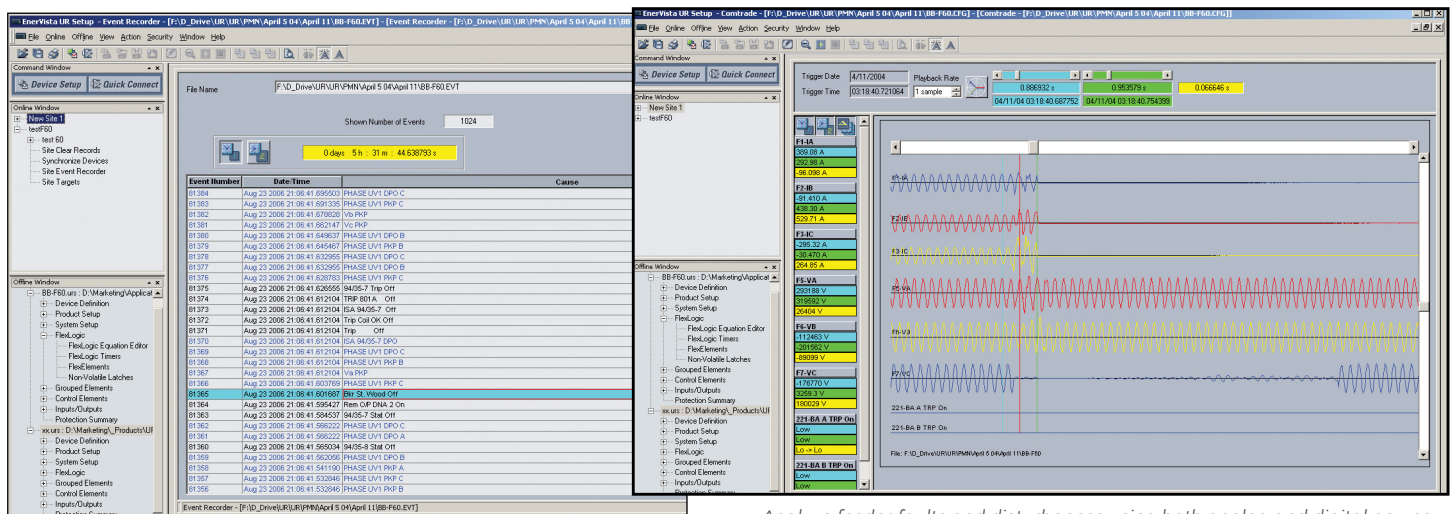 EnerVista UR Setup - Event Recorder - [F:\D_Drive\UR\UR\PMN\April 5 04\April 11\BB-F60.EVT] - [Event Recorder - [F:\D_Drive\UR\UR\PMN\April 5 04\April 11\BB
File Online Offline View Action Security Window Help
Command Window
Device Setup Quick Connect
Online Window
New Site 1
testF60
test 60
Site Clear Records
Synchronize Devices
Site Event Recorder
Site Targets
Offline Window
BB-F60.urs : D:\Marketing\Applicat
Device Definition
Product Setup
System Setup
FlexLogic
FlexLogic Equation Editor
FlexLogic Timers
FlexElements
Non-Volatile Latches
Grouped Elements
Control Elements
Inputs/Outputs
Protection Summary
xx.urs : D:\Marketing\_Products\UF
Device Definition
Product Setup
System Setup
FlexLogic
Grouped Elements
Control Elements
Inputs/Outputs
Protection Summary
File Name F:\D_Drive\UR\UR\PMN\April 5 04\April 11\BB-F60.EVT
Shown Number of Events 1024
0 days 5 h : 31 m : 44.638793 s
Event Number Date/Time Cause
81384 Aug 23 2006 21:06:41.695503 PHASE UV1 DPO C
81383 Aug 23 2006 21:06:41.691335 PHASE UV1 PKP C
81382 Aug 23 2006 21:06:41.678828 Vb PKP
81381 Aug 23 2006 21:06:41.662147 Vc PKP
81380 Aug 23 2006 21:06:41.649637 PHASE UV1 DPO B
81379 Aug 23 2006 21:06:41.645467 PHASE UV1 PKP B
81378 Aug 23 2006 21:06:41.632955 PHASE UV1 DPO C
81377 Aug 23 2006 21:06:41.632955 PHASE UV1 DPO B
81376 Aug 23 2006 21:06:41.628783 PHASE UV1 PKP C
81375 Aug 23 2006 21:06:41.626555 94/35-7 Trip Off
81374 Aug 23 2006 21:06:41.612104 TRIP 801A Off
81373 Aug 23 2006 21:06:41.612104 ISA 94/35-7 Off
81372 Aug 23 2006 21:06:41.612104 Trip Coil OK Off
81371 Aug 23 2006 21:06:41.612104 Trip Off
81370 Aug 23 2006 21:06:41.612104 ISA 94/35-7 DPO
81369 Aug 23 2006 21:06:41.612104 PHASE UV1 DPO C
81368 Aug 23 2006 21:06:41.612104 PHASE UV1 PKP B
81367 Aug 23 2006 21:06:41.612104 Va PKP
81366 Aug 23 2006 21:06:41.603769 PHASE UV1 PKP C
81365 Aug 23 2006 21:06:41.601687 Bkr St. Wood Off
81364 Aug 23 2006 21:06:41.595427 Rem O/P DNA 2 On
81363 Aug 23 2006 21:06:41.584537 94/35-7 Stat Off
81362 Aug 23 2006 21:06:41.566222 PHASE UV1 DPO C
81361 Aug 23 2006 21:06:41.566222 PHASE UV1 DPO A
81360 Aug 23 2006 21:06:41.565034 94/35-8 Stat Off
81359 Aug 23 2006 21:06:41.562056 PHASE UV1 DPO B
81358 Aug 23 2006 21:06:41.541190 PHASE UV1 PKP A
81357 Aug 23 2006 21:06:41.532846 PHASE UV1 PKP C
81356 Aug 23 2006 21:06:41.532846 PHASE UV1 PKP B
Event Recorder - [F:\D_Drive\UR\UR\PMN\April 5 04\April 11\BB-F60.EVT]
EnerVista UR Setup - Comtrade - [F:\D_Drive\UR\UR\PMN\April 5 04\April 11\BB-F60.CFG] - [Comtrade - [F:\D_Drive\UR\UR\PMN\April 5 04\April 11\BB-F60.CFG]]
File Online Offline View Action Security Window Help
Command Window
Device Setup Quick Connect
Online Window
New Site 1
testF60
Offline Window
BB-F60.urs : D:\Marketing\Applicat
Device Definition
Product Setup
System Setup
FlexLogic
FlexLogic Equation Editor
FlexLogic Timers
FlexElements
Non-Volatile Latches
Grouped Elements
Control Elements
Inputs/Outputs
Protection Summary
xx.urs : D:\Marketing\_Products\UF
Device Definition
Product Setup
System Setup
FlexLogic
Grouped Elements
Control Elements
Inputs/Outputs
Protection Summary
Trigger Date 4/11/2004 Playback Rate
Trigger Time 03:18:40.721064 1 sample
0.886932 s 0.953579 s 0.066646 s
04/11/04 03:18:40.687752 04/11/04 03:18:40.754399
F1-IA
389.08 A
292.98 A
-96.098 A
F2-IB
-91.410 A
438.30 A
529.71 A
F3-IC
-295.32 A
-30.470 A
264.85 A
F5-VA
293188 V
319592 V
26404 V
F6-VB
-112463 V
-201562 V
-89099 V
F7-VC
-176770 V
3259.3 V
180029 V
221-BA A TRP On
Low
Low
Lo -> Lo
221-BA B TRP On
Low
Low
F1-IA
F2-IB
F3-IC
F5-VA
F6-VB
F7-VC
221-BA A TRP On
221-BA B TRP On
File: F:\D_Drive\UR\UR\PMN\April 5 04\April 11\BB-F60